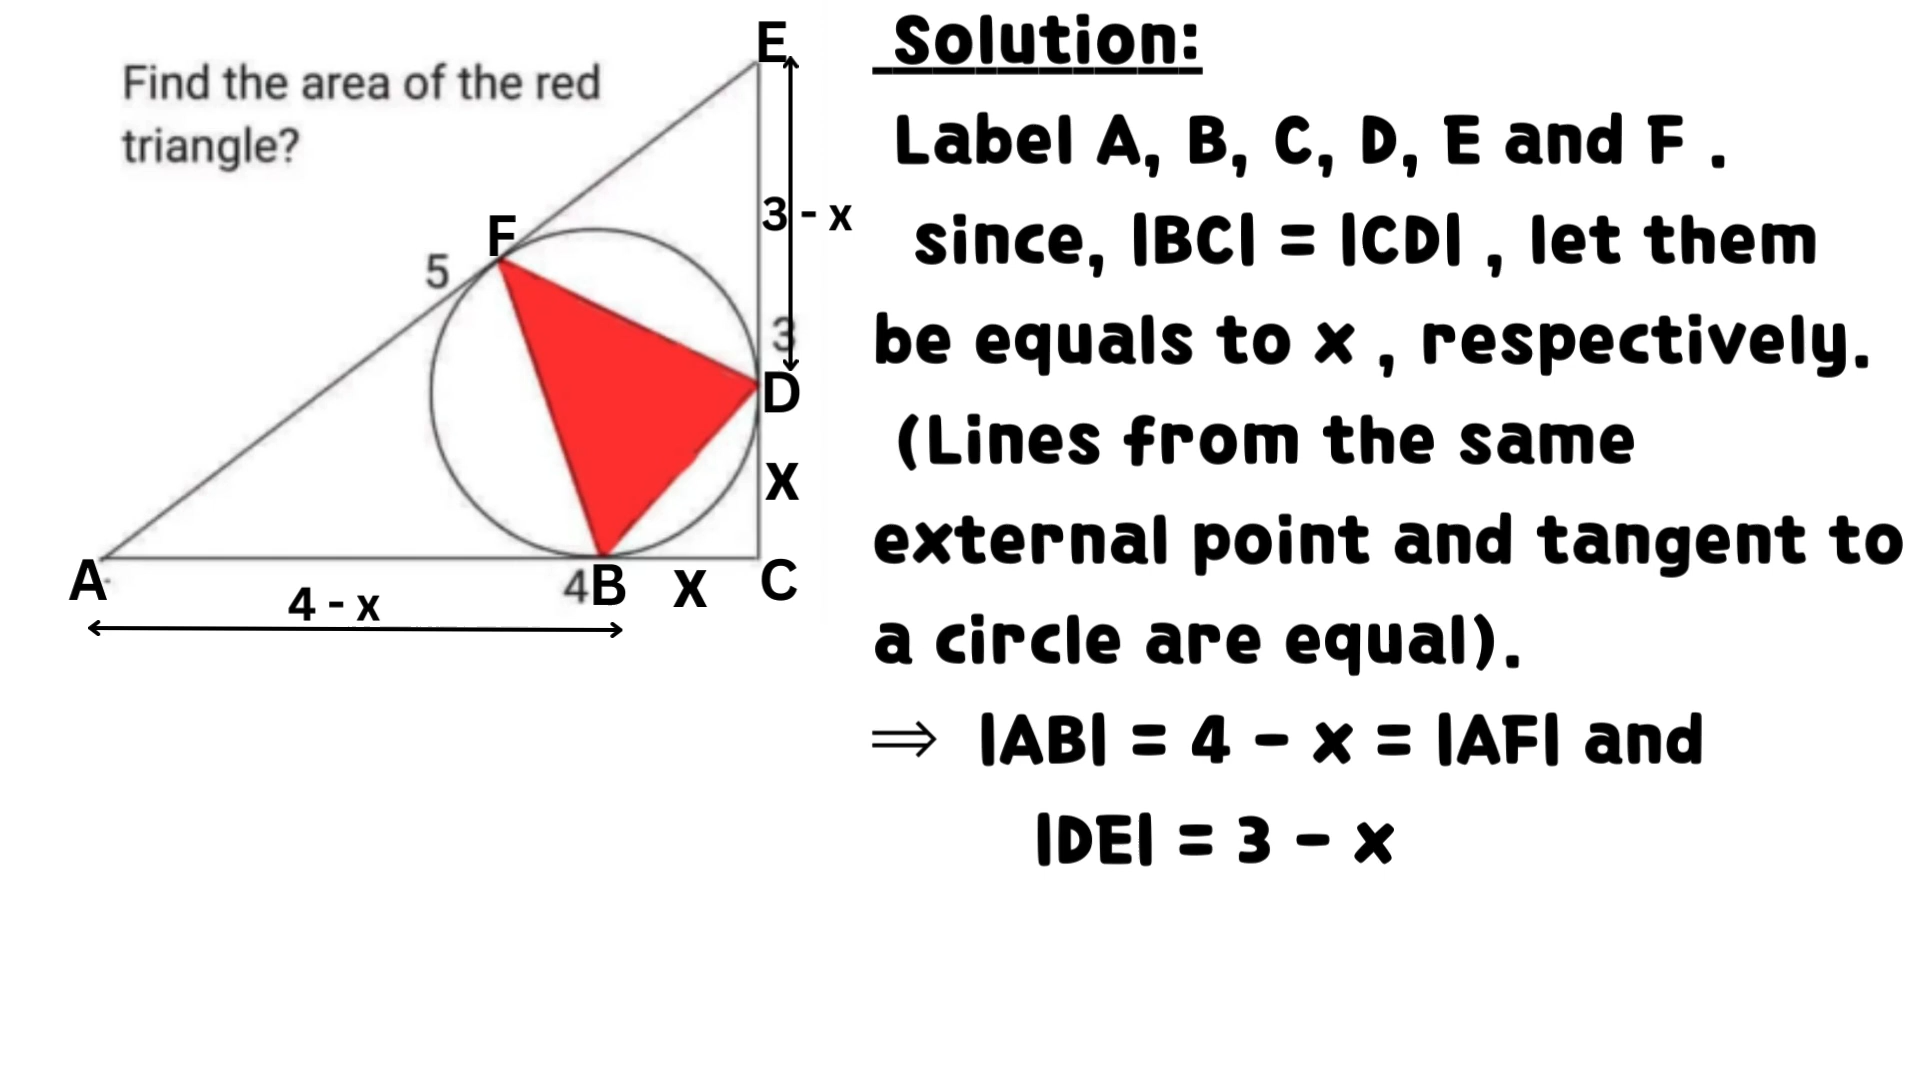 Find the area of the red
triangle?
E
3 - x
F
5
3
D
x
A
4 - x
4
B
x
C
Solution:
Label A, B, C, D, E and F .
since, |BC| = |CD| , let them
be equals to x , respectively.
(Lines from the same
external point and tangent to
a circle are equal).
⟹ |AB| = 4 - x = |AF| and
|DE| = 3 - x